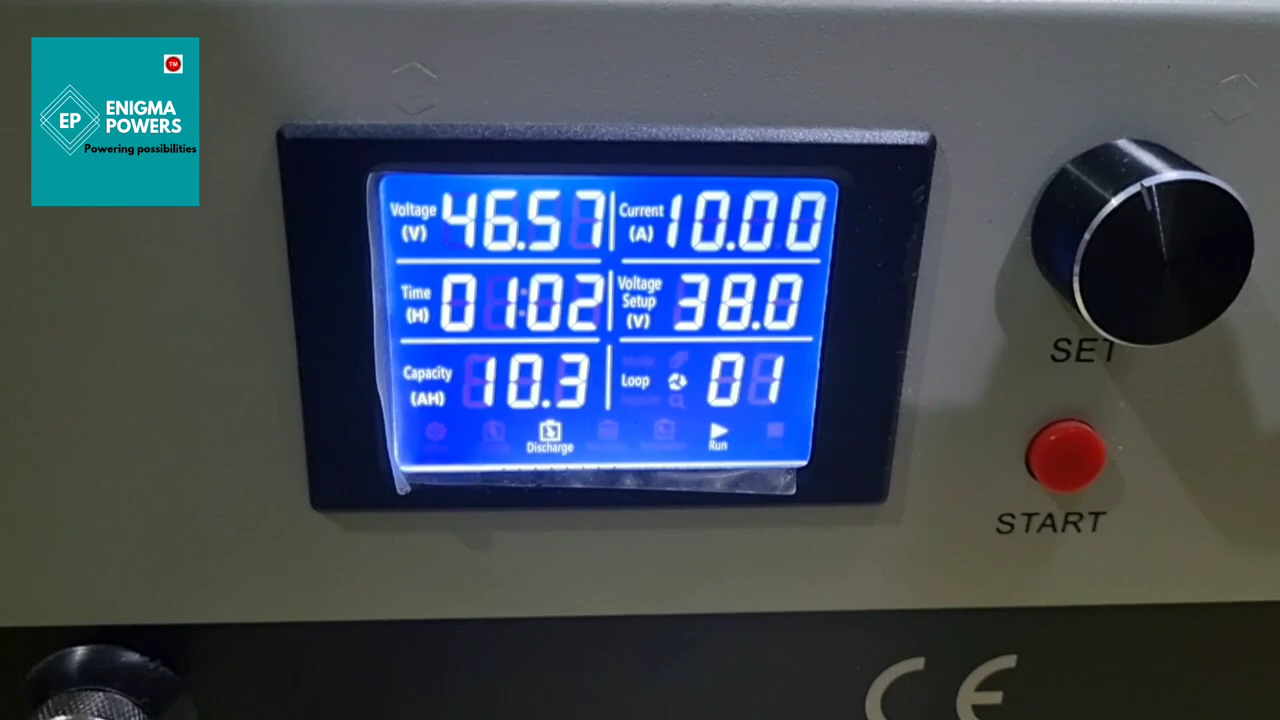 TM
EP
ENIGMA
POWERS
Powering possibilities
Voltage
(V)
46.57
Current
(A)
10.00
Time
(H)
01:02
Voltage
Setup
(V)
38.0
Capacity
(AH)
10.3
Loop
01
Discharge
Run
SET
START
CE